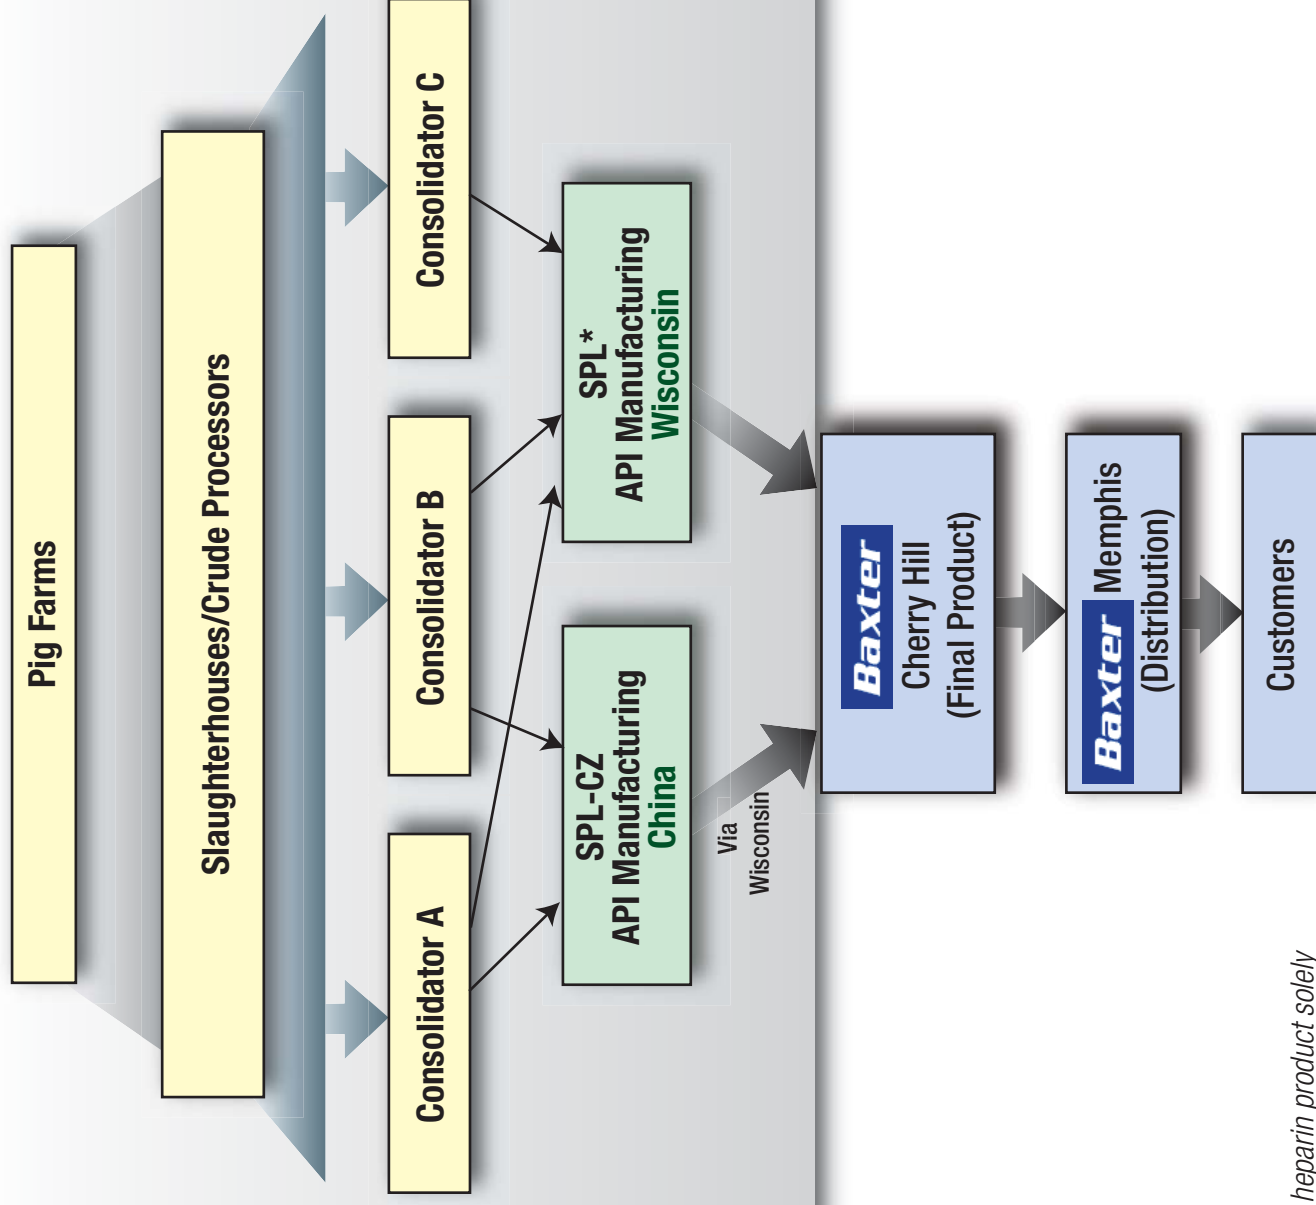 Pig Farms
Slaughterhouses/Crude Processors
Consolidator A
Consolidator B
Consolidator C
SPL-CZ
API Manufacturing
China
SPL*
API Manufacturing
Wisconsin
Via
Wisconsin
Baxter
Cherry Hill
(Final Product)
Baxter Memphis
(Distribution)
Customers
heparin product solely